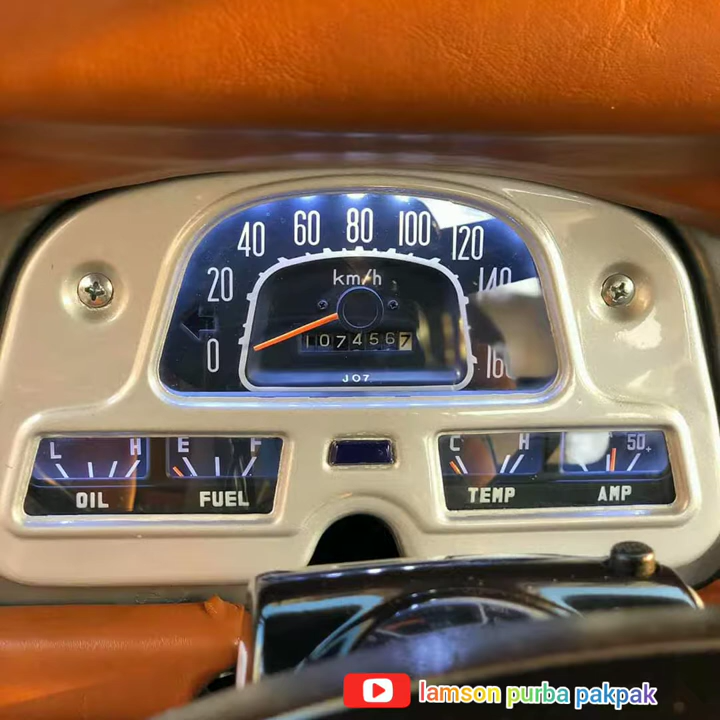 20 40 60 80 100 120 140 160
0
km/h
1074567
J07
L H E F C H 50+
OIL FUEL TEMP AMP
lamson purba pakpak